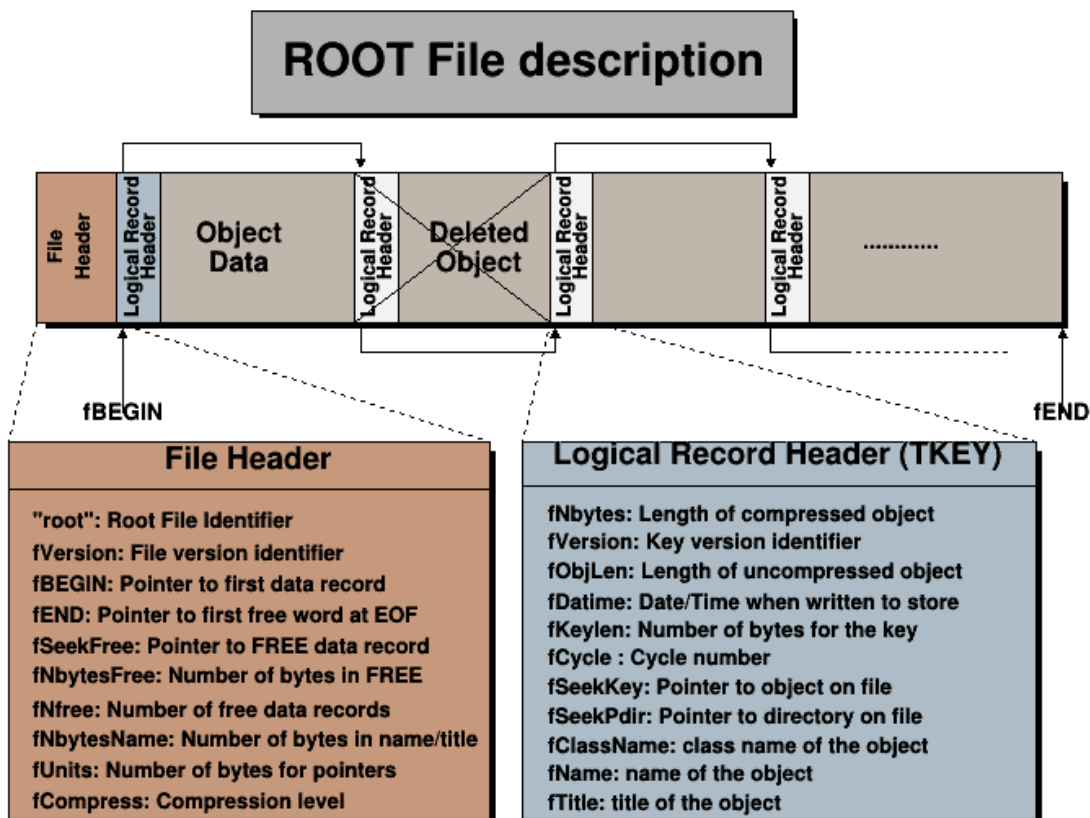 ROOT File description
File
Header
Logical Record
Header
Object
Data
Logical Record
Header
Deleted
Object
Logical Record
Header
Logical Record
Header
............
fBEGIN
fEND
File Header
"root": Root File Identifier
fVersion: File version identifier
fBEGIN: Pointer to first data record
fEND: Pointer to first free word at EOF
fSeekFree: Pointer to FREE data record
fNbytesFree: Number of bytes in FREE
fNfree: Number of free data records
fNbytesName: Number of bytes in name/title
fUnits: Number of bytes for pointers
fCompress: Compression level
Logical Record Header (TKEY)
fNbytes: Length of compressed object
fVersion: Key version identifier
fObjLen: Length of uncompressed object
fDatime: Date/Time when written to store
fKeylen: Number of bytes for the key
fCycle : Cycle number
fSeekKey: Pointer to object on file
fSeekPdir: Pointer to directory on file
fClassName: class name of the object
fName: name of the object
fTitle: title of the object